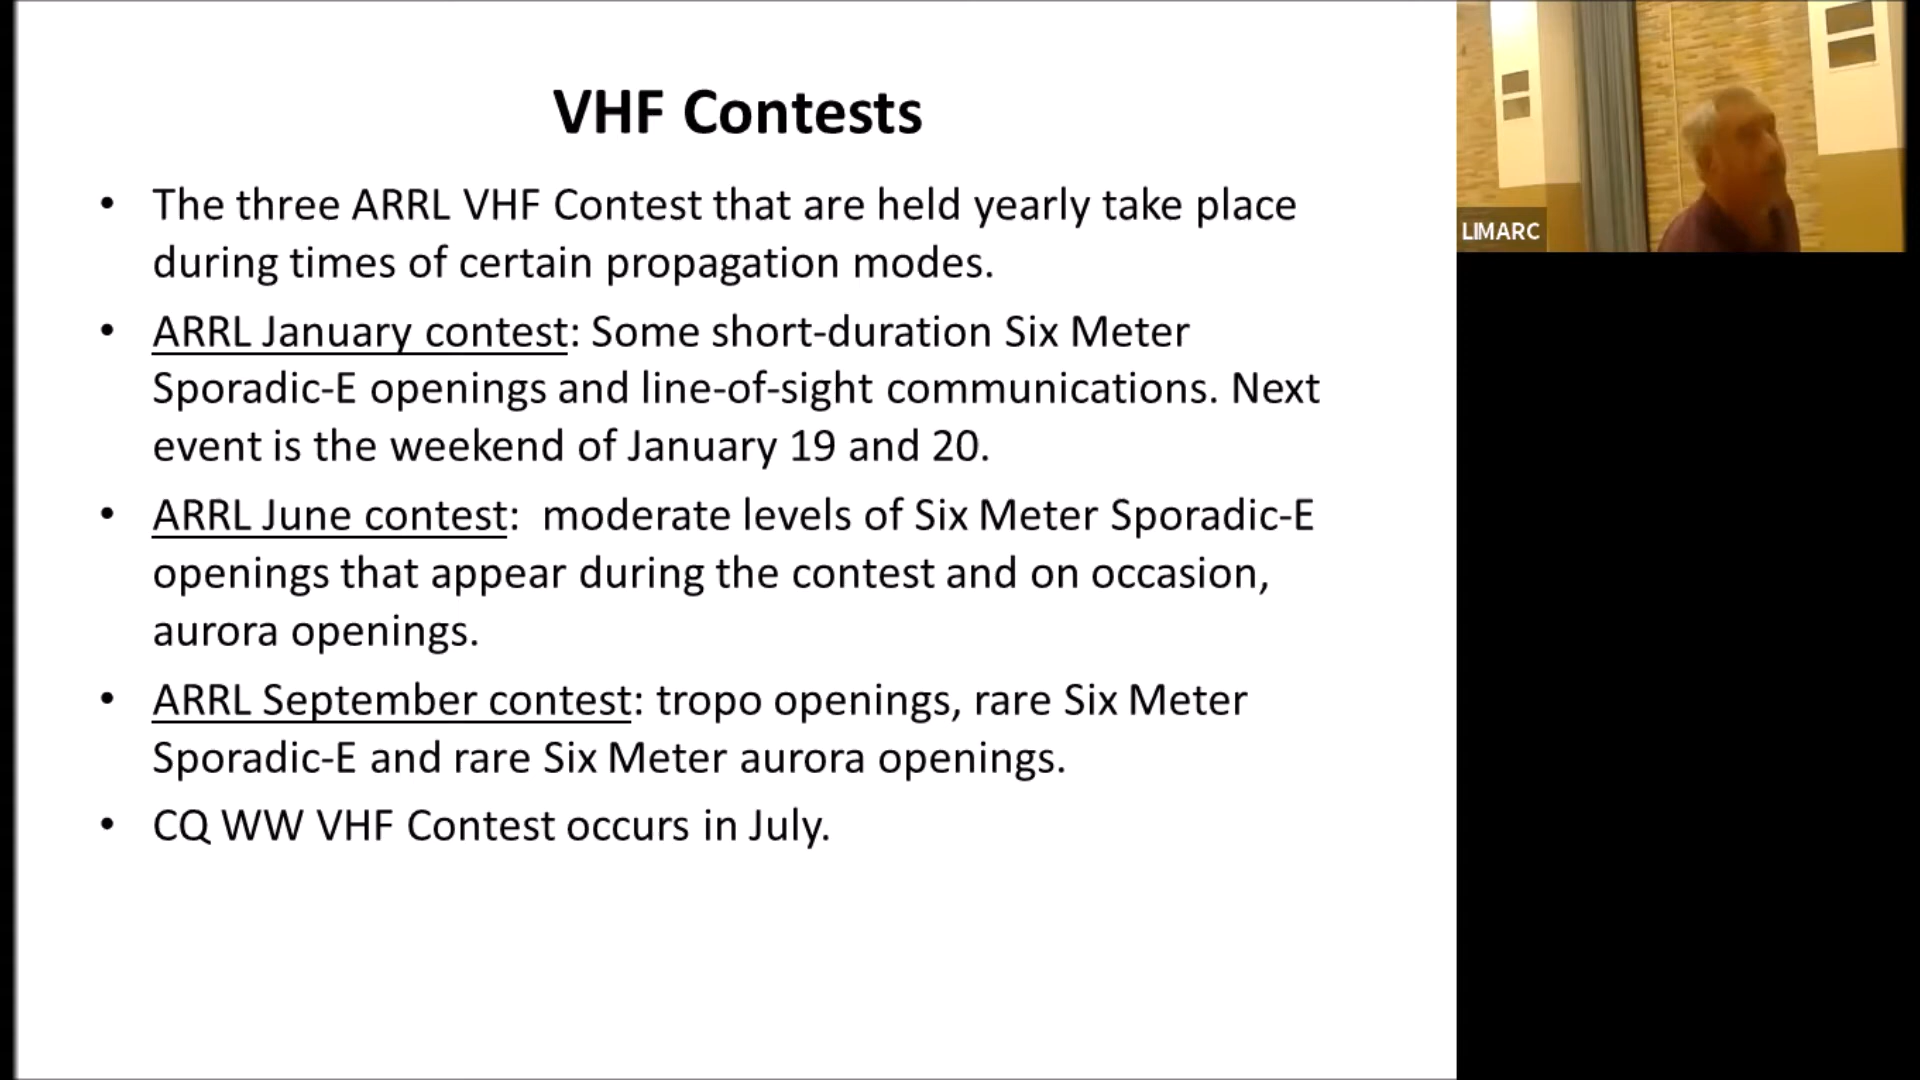 VHF Contests
• The three ARRL VHF Contest that are held yearly take place
during times of certain propagation modes.
• ARRL January contest: Some short-duration Six Meter
Sporadic-E openings and line-of-sight communications. Next
event is the weekend of January 19 and 20.
• ARRL June contest:  moderate levels of Six Meter Sporadic-E
openings that appear during the contest and on occasion,
aurora openings.
• ARRL September contest: tropo openings, rare Six Meter
Sporadic-E and rare Six Meter aurora openings.
• CQ WW VHF Contest occurs in July.
LIMARC